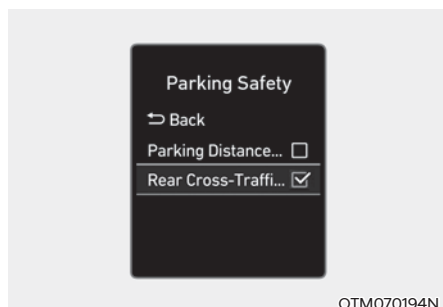 Parking Safety
Back
Parking Distance...
Rear Cross-Traffi...
OTM070194N